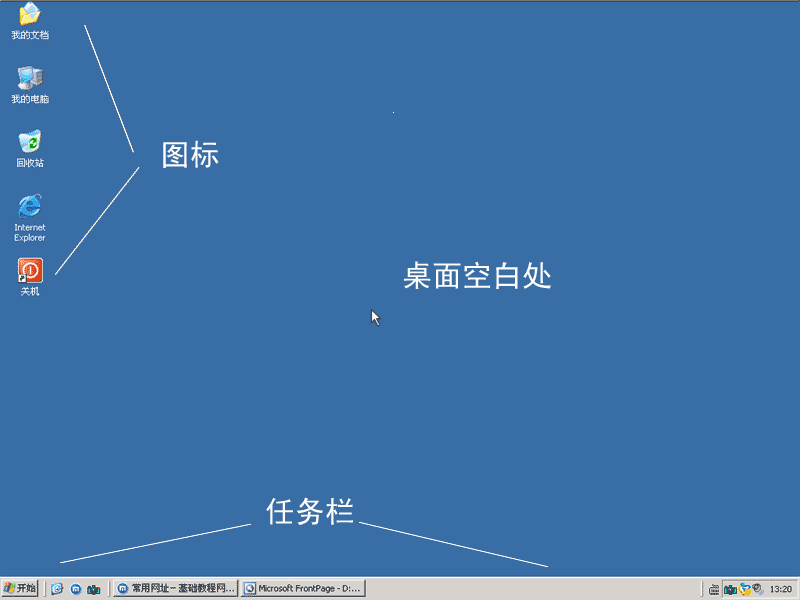 我的文档
我的电脑
回收站
Internet
Explorer
关机
图标
桌面空白处
任务栏
开始
常用网址-基础教程网...
Microsoft FrontPage - D:...
13:20